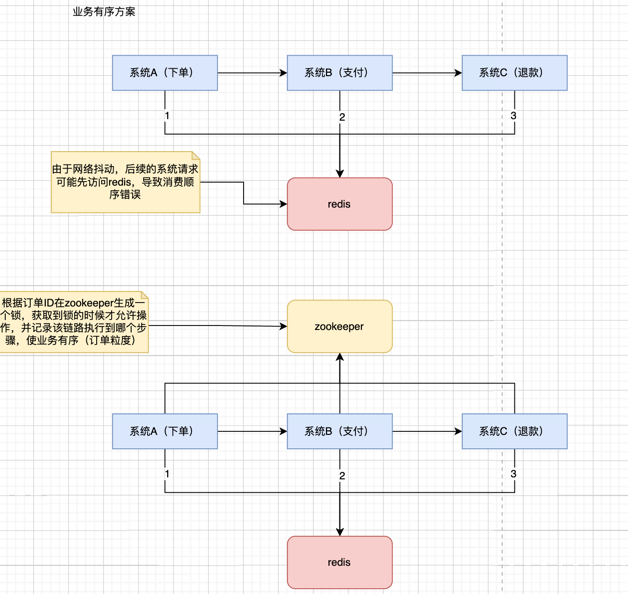 业务有序方案
系统A（下单）
系统B（支付）
系统C（退款）
1
2
3
由于网络抖动，后续的系统请求
可能先访问redis，导致消费顺
序错误
redis
根据订单ID在zookeeper生成一
个锁，获取到锁的时候才允许操
作，并记录该链路执行到哪个步
骤，使业务有序（订单粒度）
zookeeper
系统A（下单）
系统B（支付）
系统C（退款）
1
2
3
redis